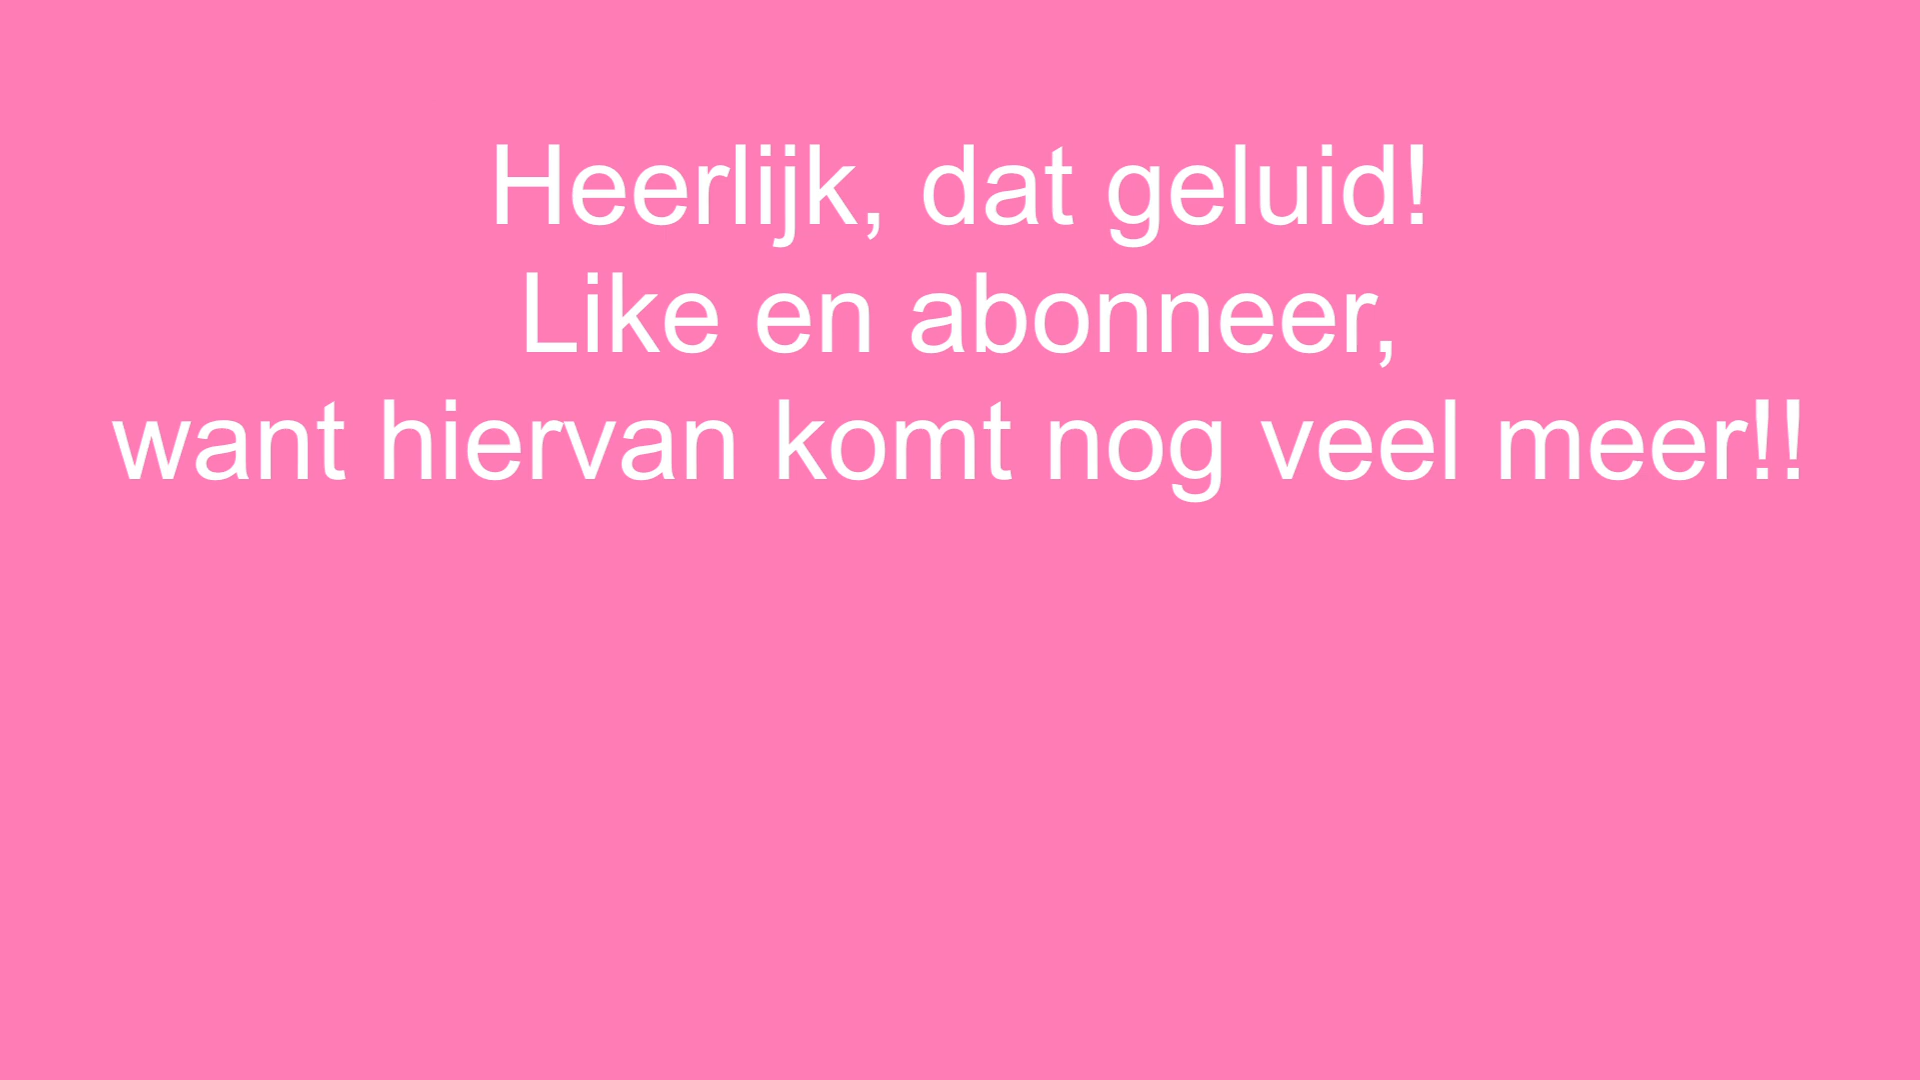 Heerlijk, dat geluid!
Like en abonneer,
want hiervan komt nog veel meer!!